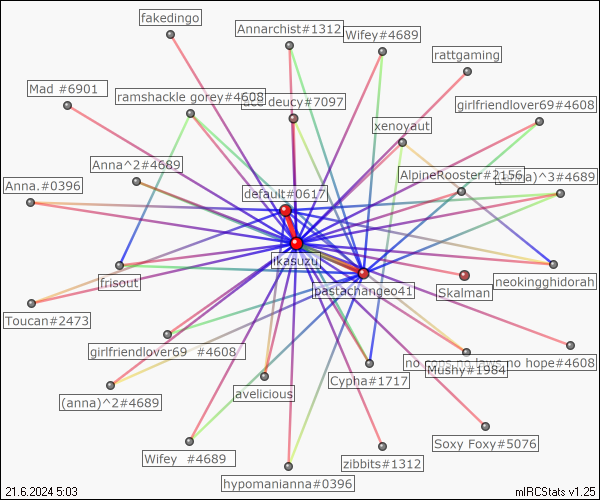 fakedingo
Annarchist#1312
Wifey#4689
rattgaming
Mad #6901
ramshackle gorey#4608
deucy#7097
girlfriendlover69#4608
xenoyaut
Anna^2#4689
AlpineRooster#2156
)^3#4689
Anna.#0396
default#0617
ikasuzu
frisout
pastachangeo41
Skalman
neokingghidorah
Toucan#2473
girlfriendlover69 #4608
no cops no laws no hope#4608
Mushy#1984
Cypha#1717
avelicious
(anna)^2#4689
Soxy Foxy#5076
Wifey #4689
zibbits#1312
hypomanianna#0396
21.6.2024 5:03
mIRCStats v1.25